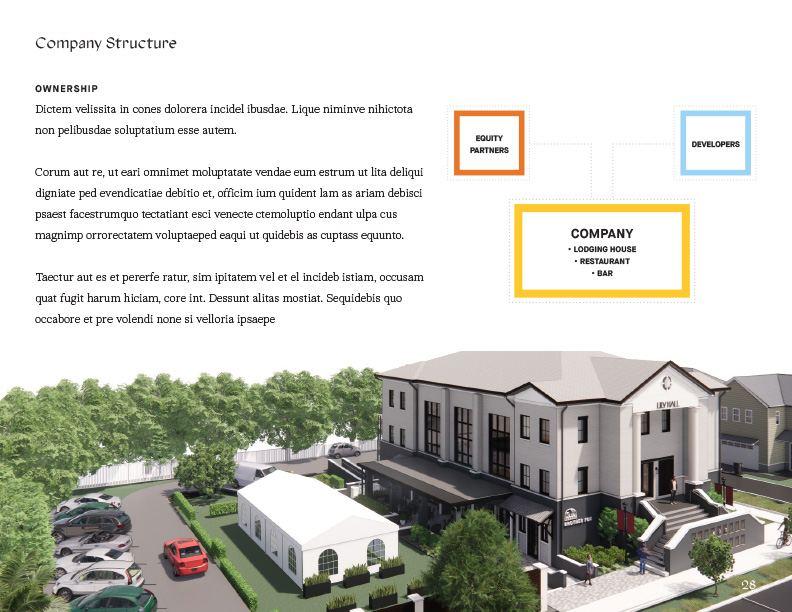 Company Structure
OWNERSHIP
Dictem velissita in cones dolorera incidel ibusdae. Lique niminve nihictota
non pelibusdae soluptatium esse autem.
Corum aut re, ut eari omnimet moluptatate vendae eum estrum ut lita deliqui
digniate ped evendicatiae debitio et, officim ium quident lam as ariam debisci
psaest facestrumquo tectatiant esci venecte ctemoluptio endant ulpa cus
magnimp orrorectatem voluptaeped eaqui ut quidebis as cuptass equunto.
Taectur aut es et pererfe ratur, sim ipitatem vel et el incideb istiam, occusam
quat fugit harum hiciam, core int. Dessunt alitas mostiat. Sequidebis quo
occabore et pre volendi none si velloria ipsaepe
EQUITY
PARTNERS
DEVELOPERS
COMPANY
• LODGING HOUSE
• RESTAURANT
• BAR
LILY HALL
28